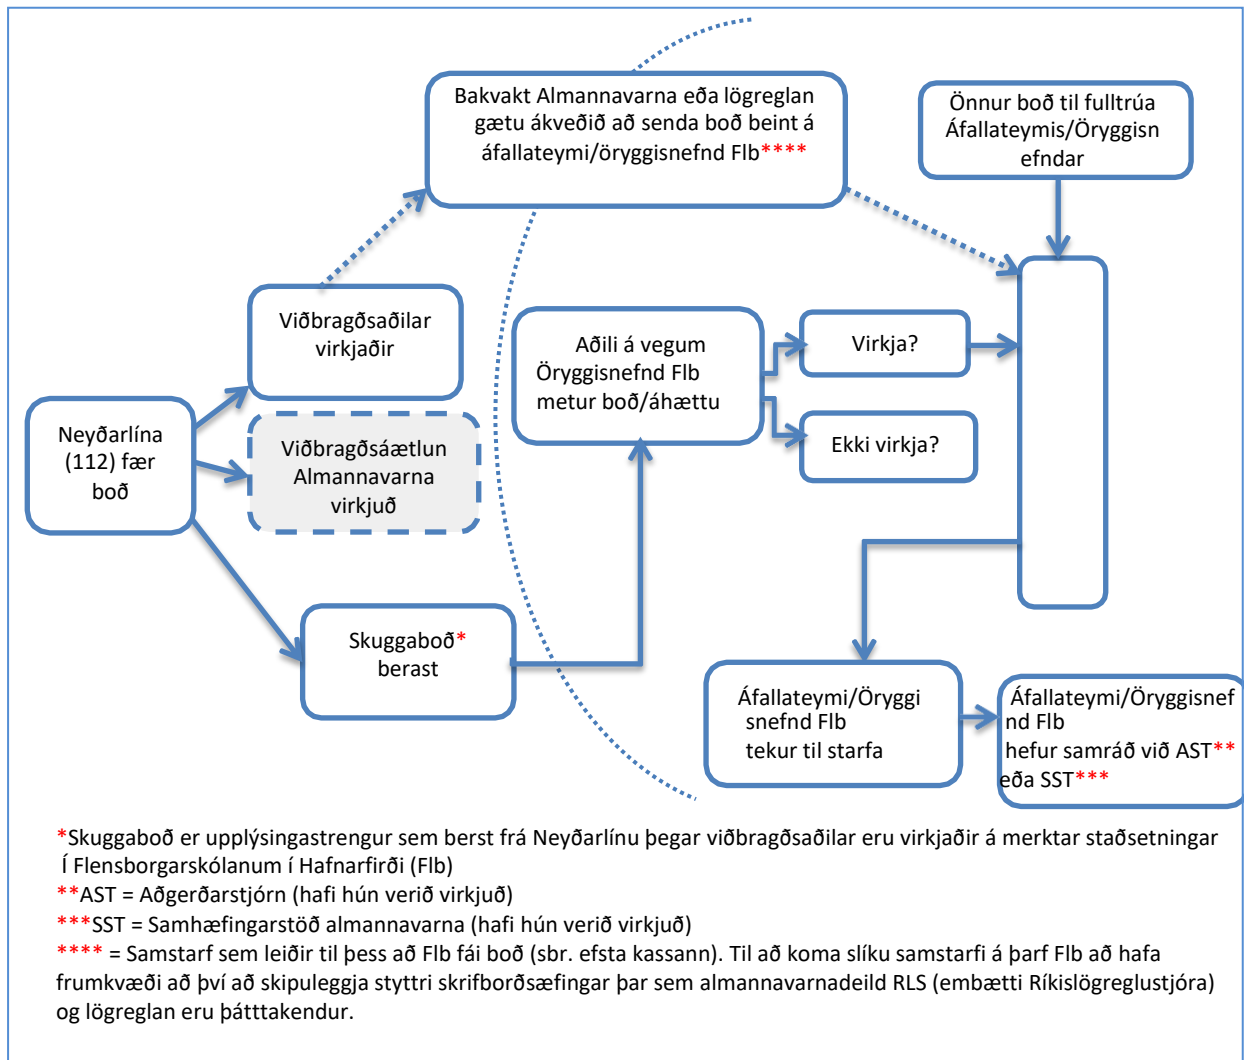 Bakvakt Almannavarna eða lögreglan
gætu ákveðið að senda boð beint á
áfallateymi/öryggisnefnd Flb****
Önnur boð til fulltrúa
Áfallateymis/Öryggisn
efndar
Viðbragðsaðilar
virkjaðir
Aðili á vegum
Öryggisnefnd Flb
metur boð/áhættu
Virkja?
Ekki virkja?
Neyðarlína
(112) fær
boð
Viðbragðsáætlun
Almannavarna
virkjuð
Skuggaboð*
berast
Áfallateymi/Öryggi
snefnd Flb
tekur til starfa
Áfallateymi/Öryggisnef
nd Flb
hefur samráð við AST**
eða SST***
*Skuggaboð er upplýsingastrengur sem berst frá Neyðarlínu þegar viðbragðsaðilar eru virkjaðir á merktar staðsetningar
Í Flensborgarskólanum í Hafnarfirði (Flb)
**AST = Aðgerðarstjórn (hafi hún verið virkjuð)
***SST = Samhæfingarstöð almannavarna (hafi hún verið virkjuð)
**** = Samstarf sem leiðir til þess að Flb fái boð (sbr. efsta kassann). Til að koma slíku samstarfi á þarf Flb að hafa
frumkvæði að því að skipuleggja styttri skrifborðsæfingar þar sem almannavarnadeild RLS (embætti Ríkislögreglustjóra)
og lögreglan eru þátttakendur.